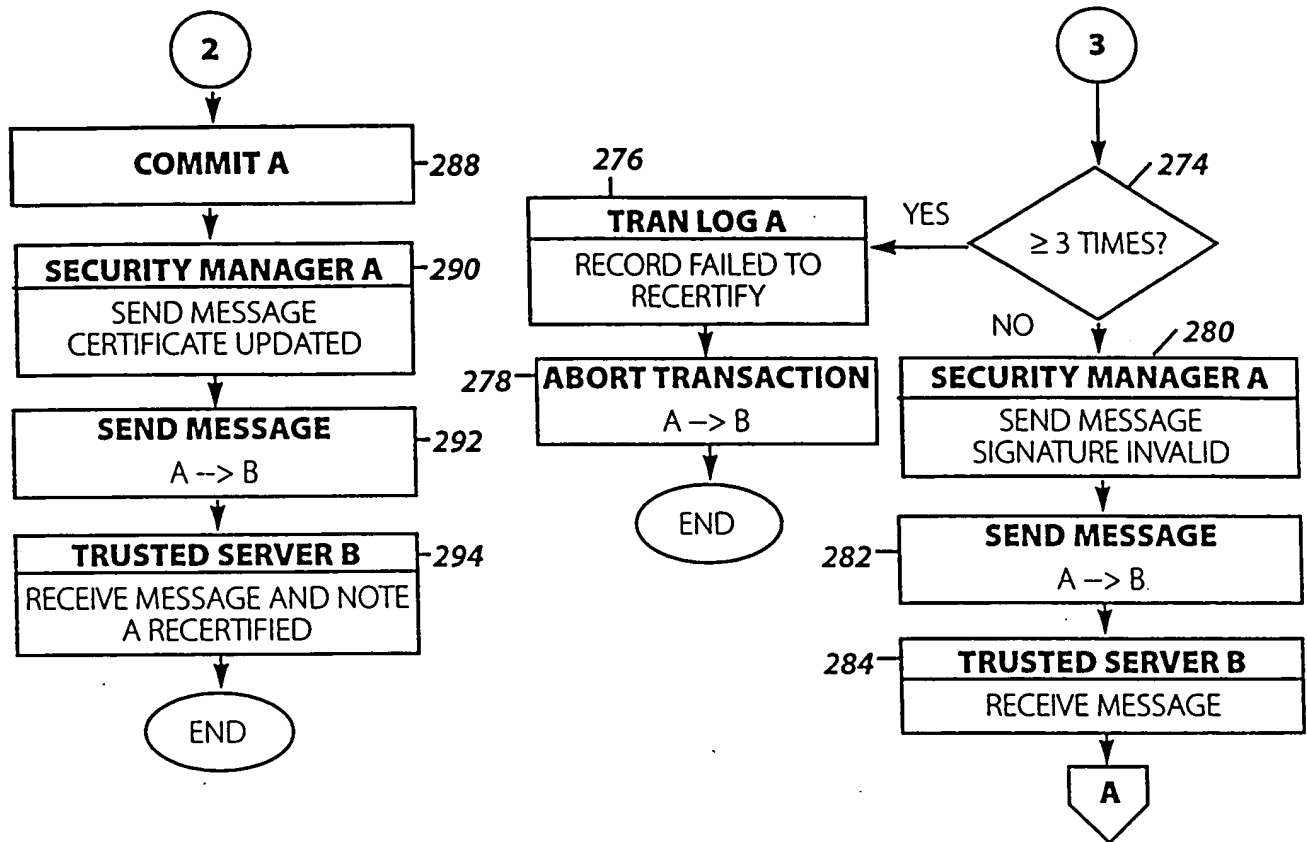 2
COMMIT A
288
SECURITY MANAGER A
290
SEND MESSAGE
CERTIFICATE UPDATED
SEND MESSAGE
292
A --> B
TRUSTED SERVER B
294
RECEIVE MESSAGE AND NOTE
A RECERTIFIED
END
3
274
≥ 3 TIMES?
YES
276
TRAN LOG A
RECORD FAILED TO
RECERTIFY
278
ABORT TRANSACTION
A –> B
END
NO
280
SECURITY MANAGER A
SEND MESSAGE
SIGNATURE INVALID
282
SEND MESSAGE
A –> B
284
TRUSTED SERVER B
RECEIVE MESSAGE
A